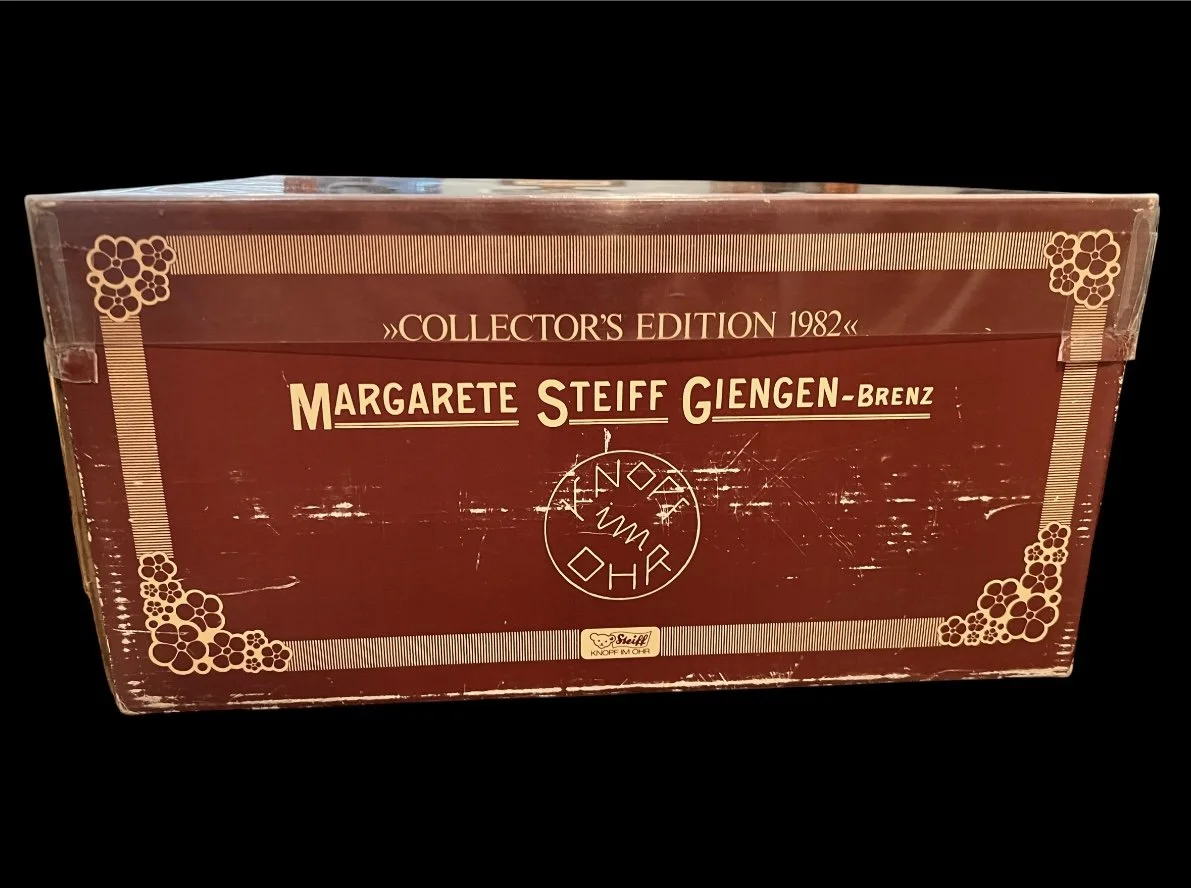 »COLLECTOR'S EDITION 1982«
MARGARETE STEIFF GIENGEN-BRENZ
KNOPF
IM
OHR
Steiff
KNOPF IM OHR